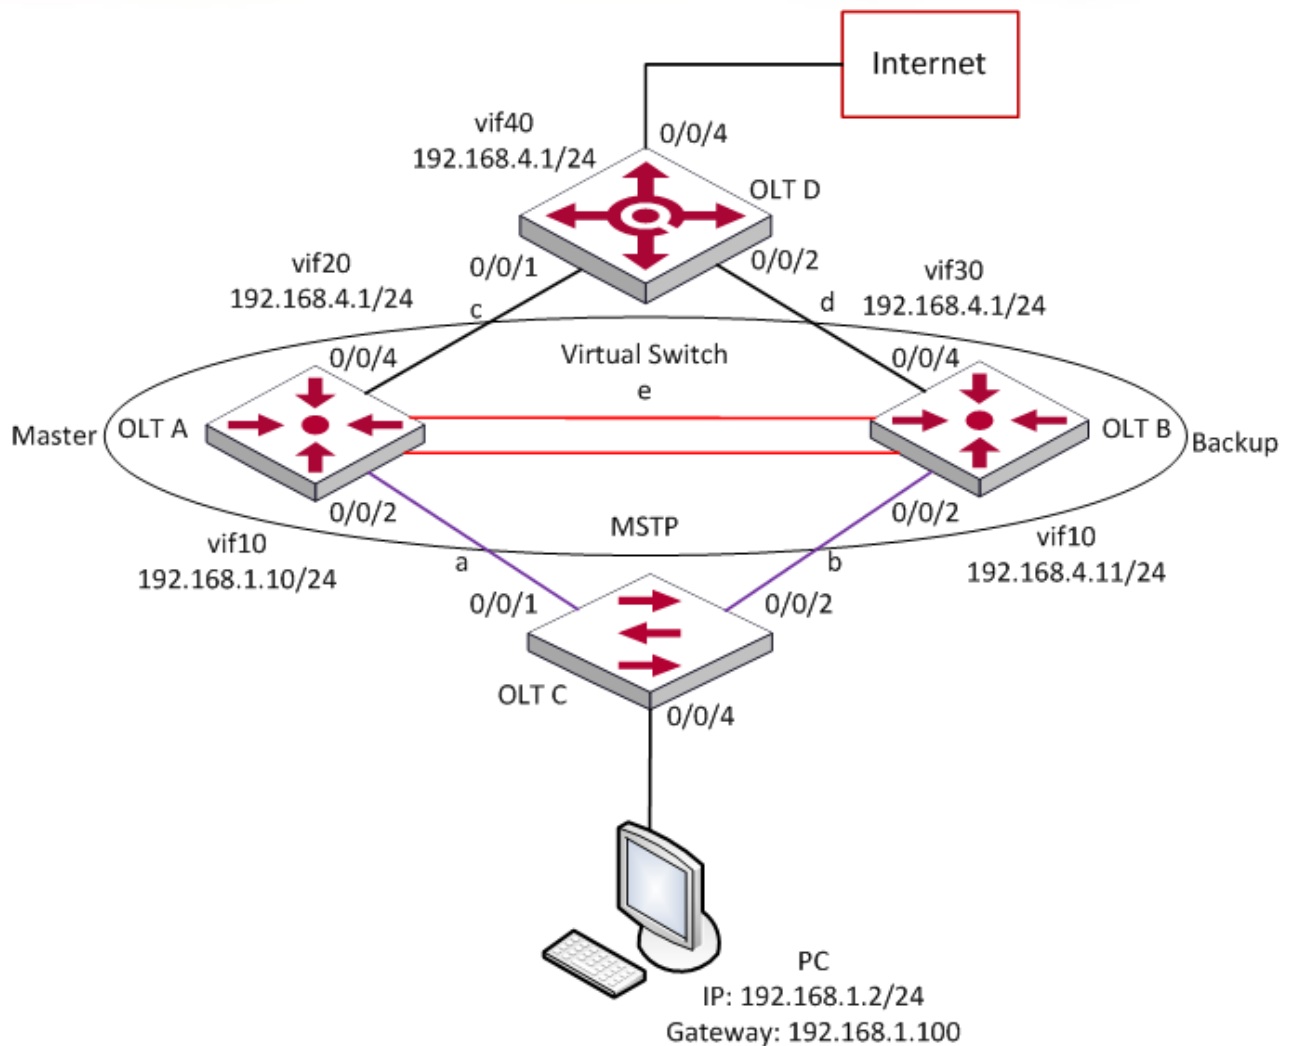 Internet
vif40
192.168.4.1/24
0/0/4
OLT D
0/0/1
0/0/2
vif20
192.168.4.1/24
vif30
192.168.4.1/24
c
d
0/0/4
Virtual Switch
0/0/4
e
Master
OLT A
OLT B
Backup
0/0/2
MSTP
0/0/2
vif10
192.168.1.10/24
vif10
192.168.4.11/24
a
b
0/0/1
0/0/2
OLT C
0/0/4
PC
IP: 192.168.1.2/24
Gateway: 192.168.1.100